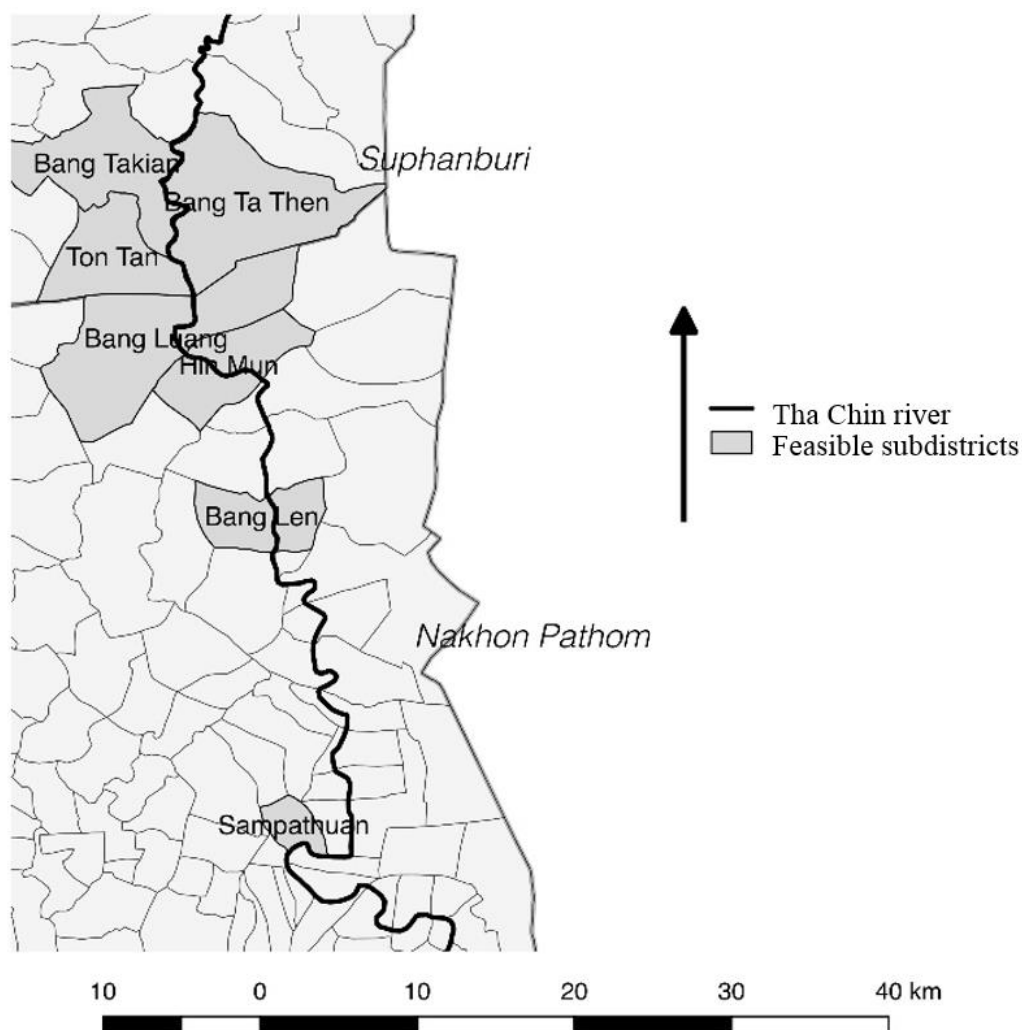 Suphanburi
Bang Takian
Bang Ta Then
Ton Tan
Bang Luang
Hin Mun
Tha Chin river
Feasible subdistricts
Bang Len
Nakhon Pathom
Sampathuan
10 0 10 20 30 40 km